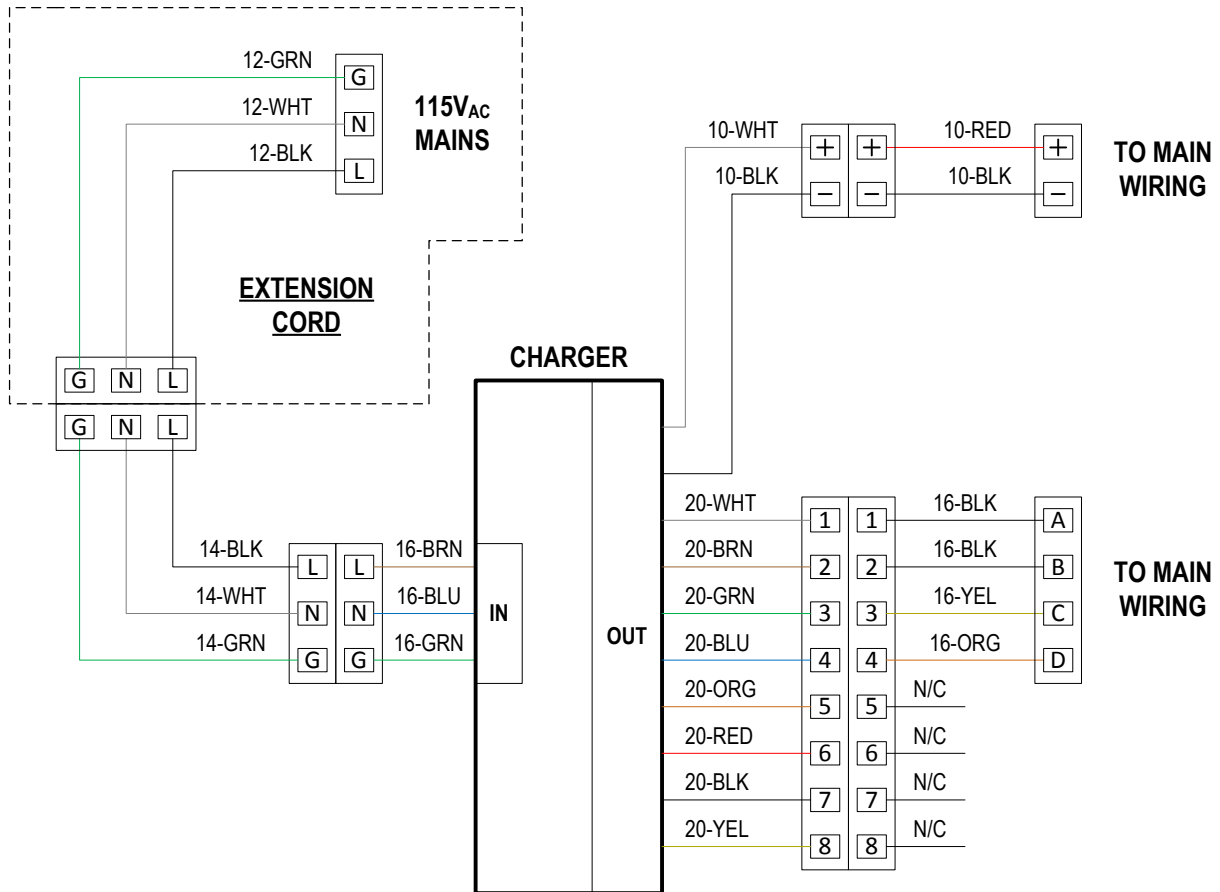 12-GRN
G
12-WHT
N
12-BLK
L
115VAC
MAINS
EXTENSION
CORD
G N L
G N L
14-BLK L L 16-BRN
14-WHT N N 16-BLU
14-GRN G G 16-GRN
CHARGER
IN
OUT
10-WHT + + 10-RED +
10-BLK − − 10-BLK −
TO MAIN
WIRING
20-WHT 1 1 16-BLK A
20-BRN 2 2 16-BLK B
20-GRN 3 3 16-YEL C
20-BLU 4 4 16-ORG D
20-ORG 5 5 N/C
20-RED 6 6 N/C
20-BLK 7 7 N/C
20-YEL 8 8 N/C
TO MAIN
WIRING